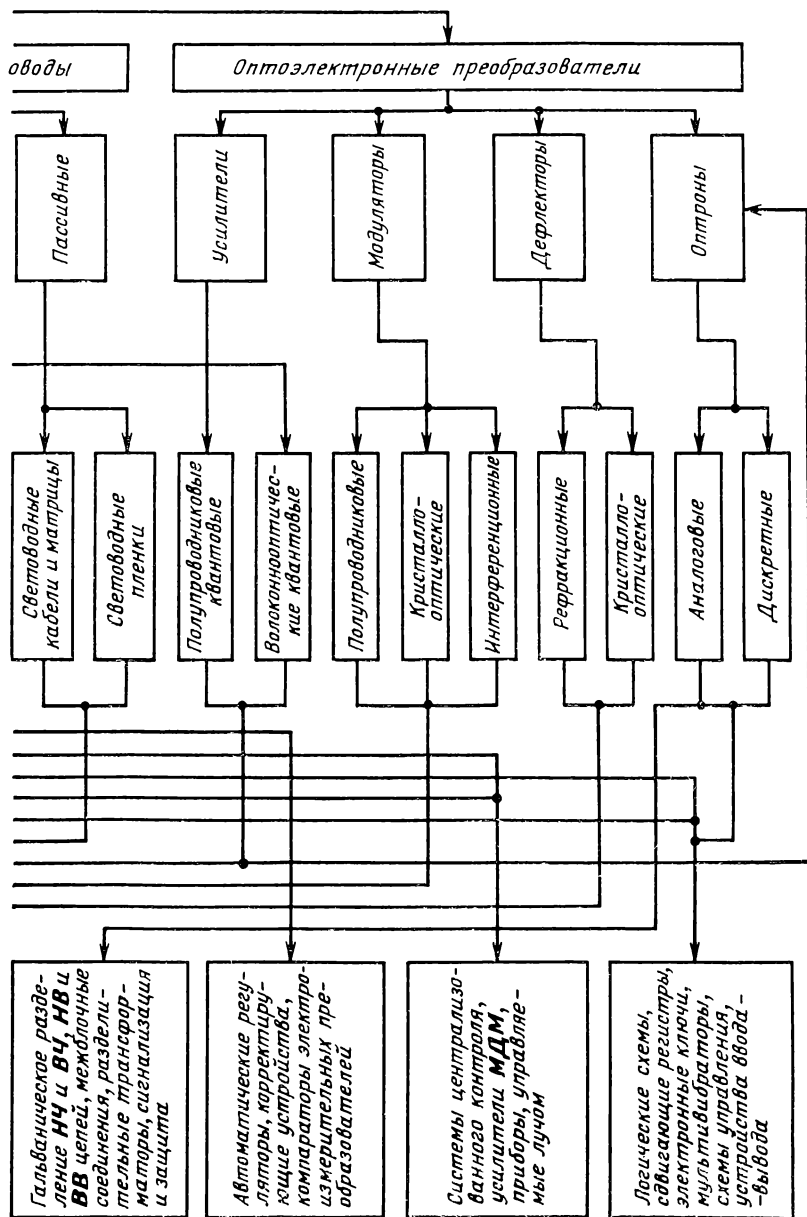 оводы
Оптоэлектронные преобразователи
Пассивные
Усилители
Модуляторы
Дефлекторы
Оптроны
Световодные
кабели и матрицы
Световодные
пленки
Полупроводниковые
квантовые
Волоконнооптичес-
кие квантовые
Полупроводниковые
Кристалло-
оптические
Интерференционные
Рефракционные
Кристалло-
оптические
Аналоговые
Дискретные
Гальваническое разде-
ление НЧ и ВЧ, НВ и
ВВ цепей, межблочные
соединения, раздели-
тельные трансфор-
маторы, сигнализация
и защита
Автоматические регу-
ляторы, корректиру-
ющие устройства,
компараторы электро-
измерительных пре-
образователей
Системы централизо-
ванного контроля,
усилители МДМ,
приборы, управляе-
мые лучом
Логические схемы,
сдвигающие регистры,
электронные ключи,
мультивибраторы,
схемы управления,
устройства ввода-
-вывода